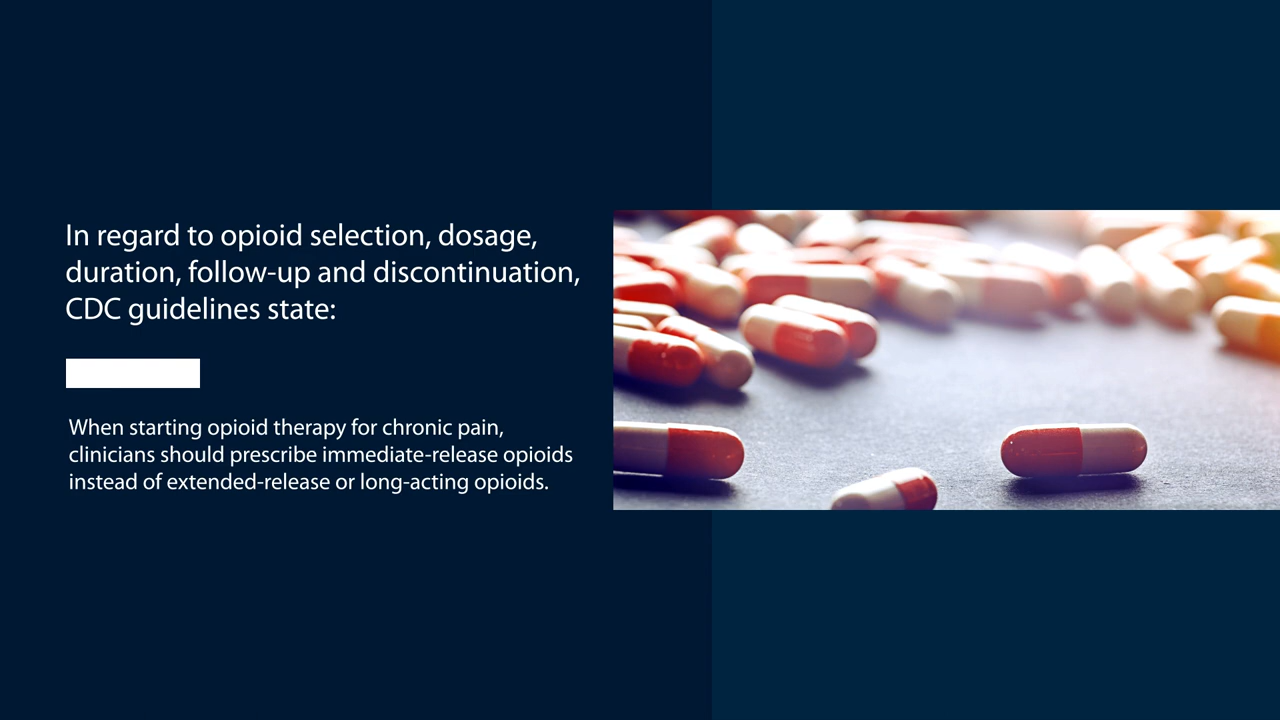 In regard to opioid selection, dosage,
duration, follow-up and discontinuation,
CDC guidelines state:
When starting opioid therapy for chronic pain,
clinicians should prescribe immediate-release opioids
instead of extended-release or long-acting opioids.